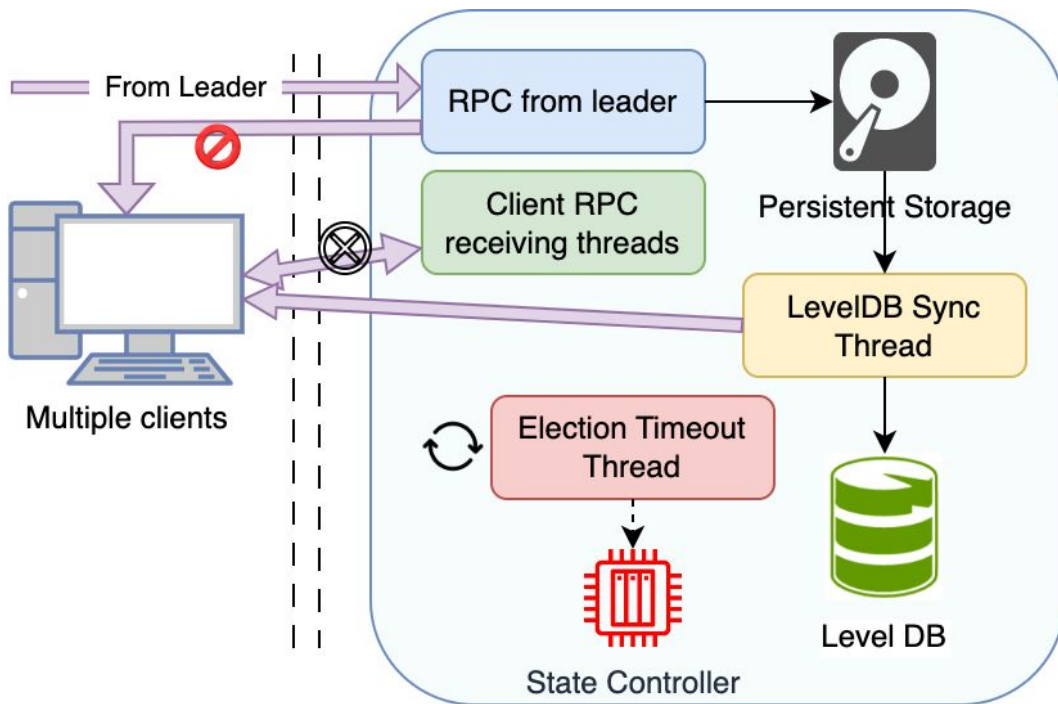 From Leader
RPC from leader
Client RPC
receiving threads
Persistent Storage
LevelDB Sync
Thread
Multiple clients
Election Timeout
Thread
Level DB
State Controller